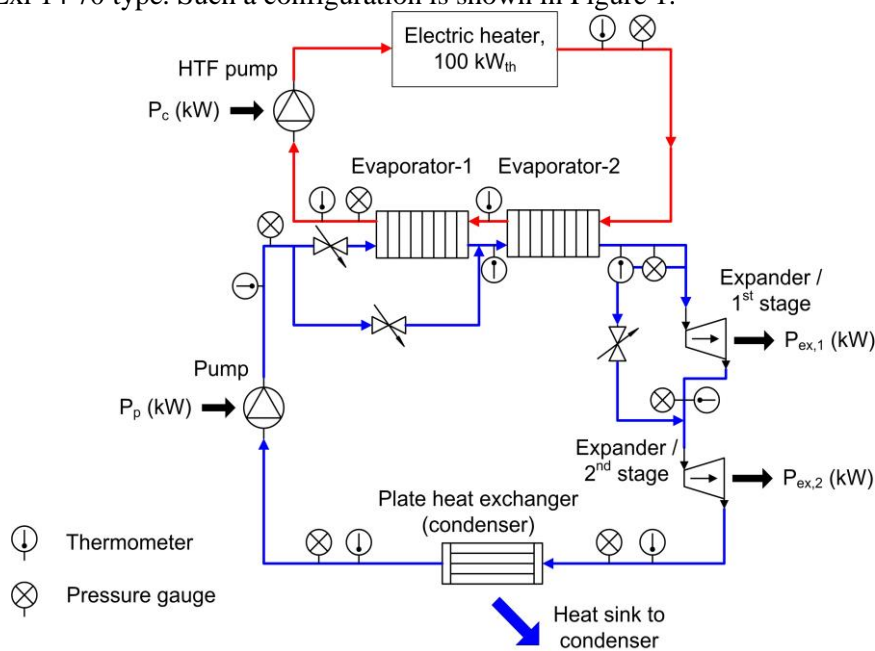 Exp-14-70 type. Such a configuration is shown in Figure 1.
Electric heater,
100 kWth
HTF pump
Pc (kW)
Evaporator-1
Evaporator-2
Expander /
1st stage
Pex,1 (kW)
Pump
Pp (kW)
Expander /
2nd stage
Pex,2 (kW)
Plate heat exchanger
(condenser)
Thermometer
Pressure gauge
Heat sink to
condenser